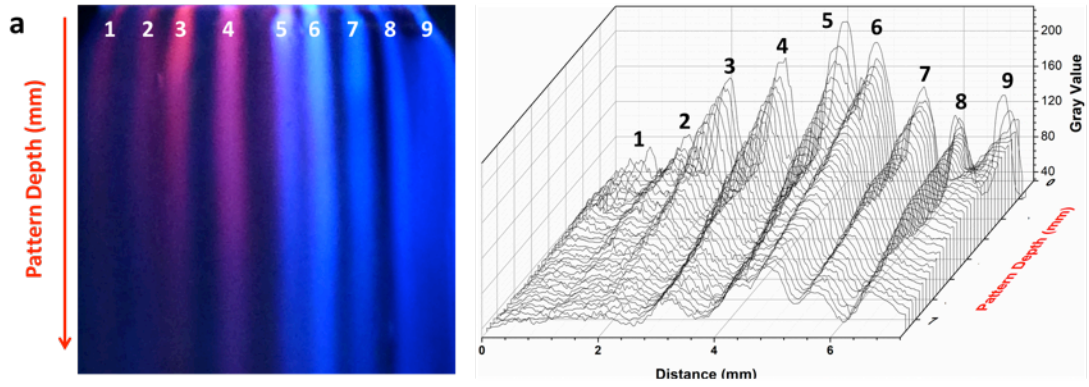 a
1 2 3 4 5 6 7 8 9
Pattern Depth (mm)
1 2 3 4 5 6 7 8 9
200
160
120
80
40
Gray Value
0
1
Pattern Depth (mm)
0 2 4 6
Distance (mm)